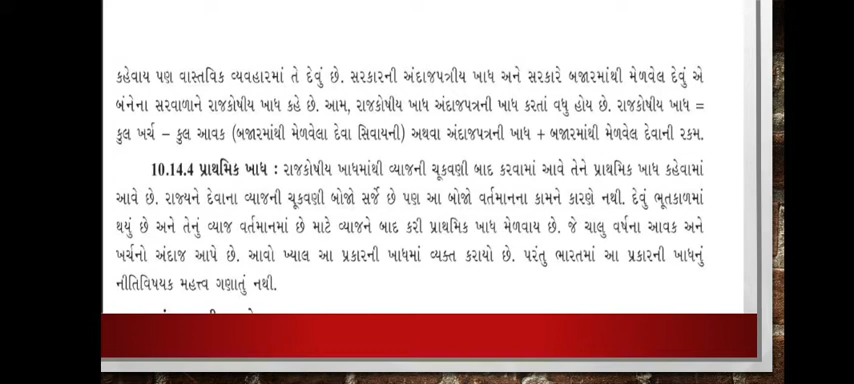 કહેવાય પણ વાસ્તવિક વ્યવહારમાં તે દેવું છે. સરકારની અંદાજપત્રીય ખાધ અને સરકારે બજારમાંથી મેળવેલ દેવું એ
બંનેના સરવાળાને રાજકોષીય ખાધ કહે છે. આમ, રાજકોષીય ખાધ અંદાજપત્રની ખાધ કરતાં વધુ હોય છે. રાજકોષીય ખાધ =
કુલ ખર્ચ – કુલ આવક (બજારમાંથી મેળવેલા દેવા સિવાયની) અથવા અંદાજપત્રની ખાધ + બજારમાંથી મેળવેલ દેવાની રકમ.
10.14.4 પ્રાથમિક ખાધ : રાજકોષીય ખાધમાંથી વ્યાજની ચૂકવણી બાદ કરવામાં આવે તેને પ્રાથમિક ખાધ કહેવામાં
આવે છે. રાજ્યને દેવાના વ્યાજની ચૂકવણી બોજો સર્જે છે પણ આ બોજો વર્તમાનના કામને કારણે નથી. દેવું ભૂતકાળમાં
થયું છે અને તેનું વ્યાજ વર્તમાનમાં છે માટે વ્યાજને બાદ કરી પ્રાથમિક ખાધ મેળવાય છે. જે ચાલુ વર્ષના આવક અને
ખર્ચનો અંદાજ આપે છે. આવો ખ્યાલ આ પ્રકારની ખાધમાં વ્યક્ત કરાયો છે. પરંતુ ભારતમાં આ પ્રકારની ખાધનું
નીતિવિષયક મહત્ત્વ ગણાતું નથી.